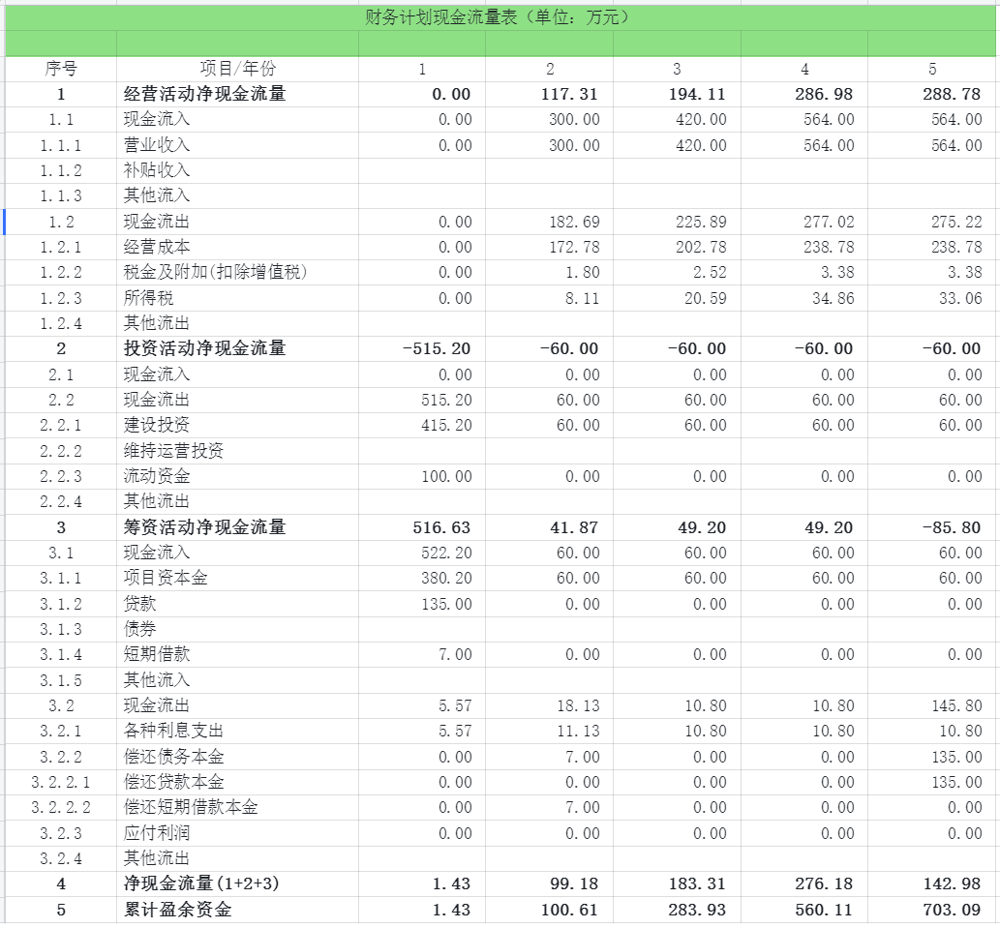 财务计划现金流量表（单位：万元）
序号 项目/年份 1 2 3 4 5
1 经营活动净现金流量 0.00 117.31 194.11 286.98 288.78
1.1 现金流入 0.00 300.00 420.00 564.00 564.00
1.1.1 营业收入 0.00 300.00 420.00 564.00 564.00
1.1.2 补贴收入
1.1.3 其他流入
1.2 现金流出 0.00 182.69 225.89 277.02 275.22
1.2.1 经营成本 0.00 172.78 202.78 238.78 238.78
1.2.2 税金及附加(扣除增值税) 0.00 1.80 2.52 3.38 3.38
1.2.3 所得税 0.00 8.11 20.59 34.86 33.06
1.2.4 其他流出
2 投资活动净现金流量 -515.20 -60.00 -60.00 -60.00 -60.00
2.1 现金流入 0.00 0.00 0.00 0.00 0.00
2.2 现金流出 515.20 60.00 60.00 60.00 60.00
2.2.1 建设投资 415.20 60.00 60.00 60.00 60.00
2.2.2 维持运营投资
2.2.3 流动资金 100.00 0.00 0.00 0.00 0.00
2.2.4 其他流出
3 筹资活动净现金流量 516.63 41.87 49.20 49.20 -85.80
3.1 现金流入 522.20 60.00 60.00 60.00 60.00
3.1.1 项目资本金 380.20 60.00 60.00 60.00 60.00
3.1.2 贷款 135.00 0.00 0.00 0.00 0.00
3.1.3 债券
3.1.4 短期借款 7.00 0.00 0.00 0.00 0.00
3.1.5 其他流入
3.2 现金流出 5.57 18.13 10.80 10.80 145.80
3.2.1 各种利息支出 5.57 11.13 10.80 10.80 10.80
3.2.2 偿还债务本金 0.00 7.00 0.00 0.00 135.00
3.2.2.1 偿还贷款本金 0.00 0.00 0.00 0.00 135.00
3.2.2.2 偿还短期借款本金 0.00 7.00 0.00 0.00 0.00
3.2.3 应付利润 0.00 0.00 0.00 0.00 0.00
3.2.4 其他流出
4 净现金流量(1+2+3) 1.43 99.18 183.31 276.18 142.98
5 累计盈余资金 1.43 100.61 283.93 560.11 703.09